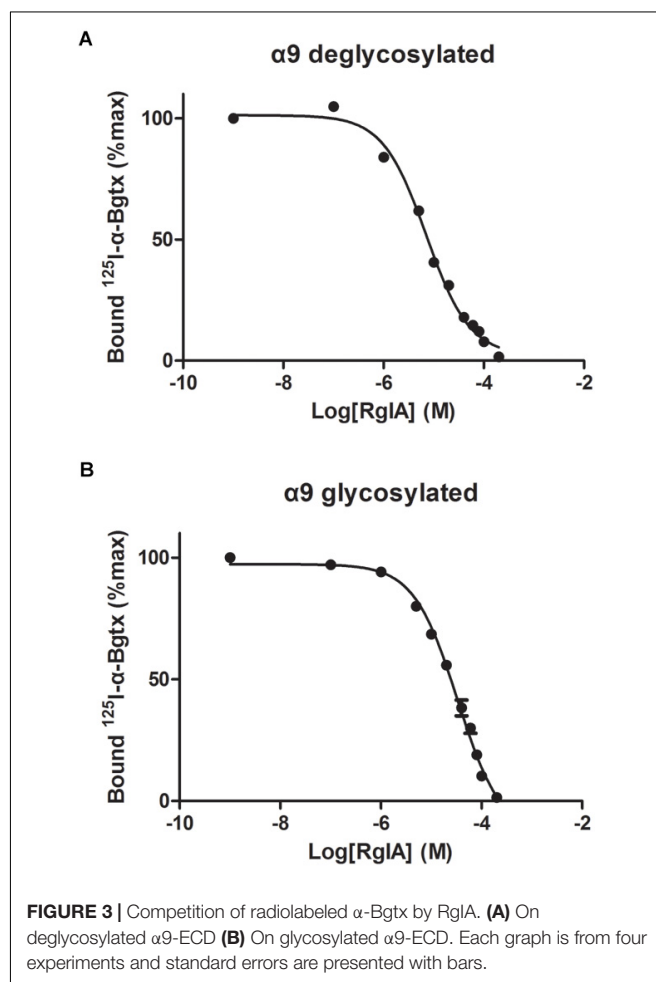 A
α9 deglycosylated
Bound ¹²⁵I-α-Bgtx (%max)
100
50
0
-10
-8
-6
-4
-2
Log[RgIA] (M)
B
α9 glycosylated
Bound ¹²⁵I-α-Bgtx (%max)
100
50
0
-10
-8
-6
-4
-2
Log[RgIA] (M)
FIGURE 3 | Competition of radiolabeled α-Bgtx by RgIA. (A) On
deglycosylated α9-ECD (B) On glycosylated α9-ECD. Each graph is from four
experiments and standard errors are presented with bars.